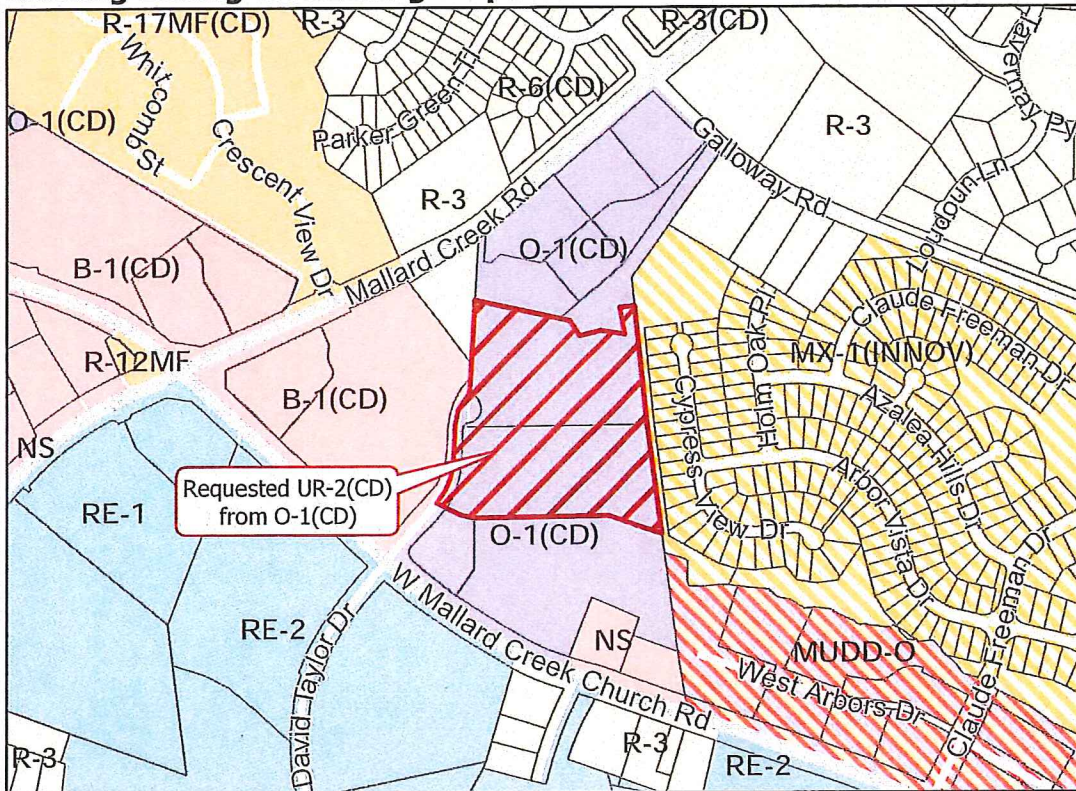 R-17MF(CD)
R-3
R-3(CD)
Tavernay Py
Whitcomb St
R-6(CD)
O-1(CD)
Parker Green Tl
Galloway Rd
R-3
Crescent View Dr
R-3
Mallard Creek Rd
Loudoun Ln
B-1(CD)
O-1(CD)
Claude Freeman Dr
R-12MF
MX-1(INNOV)
Holm Oak Pl
B-1(CD)
Cypress View Dr
Azalea Hills Dr
NS
Requested UR-2(CD)
from O-1(CD)
RE-1
Arbor Vista Dr
O-1(CD)
Claude Freeman Dr
W Mallard Creek Church Rd
RE-2
NS
MUDD-O
David Taylor Dr
West Arbors Dr
R-3
R-3
RE-2